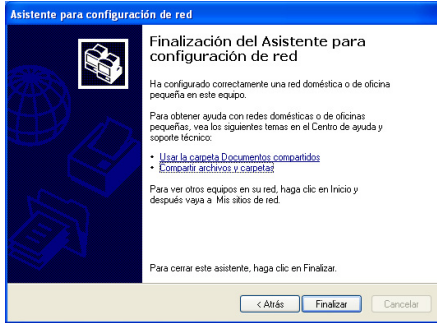 Asistente para configuración de red
Finalización del Asistente para
configuración de red
Ha configurado correctamente una red doméstica o de oficina
pequeña en este equipo.
Para obtener ayuda con redes domésticas o de oficinas
pequeñas, vea los siguientes temas en el Centro de ayuda y
soporte técnico:
• Usar la carpeta Documentos compartidos
• Compartir archivos y carpetas
Para ver otros equipos en su red, haga clic en Inicio y
después vaya a Mis sitios de red.
Para cerrar este asistente, haga clic en Finalizar.
< Atrás Finalizar Cancelar